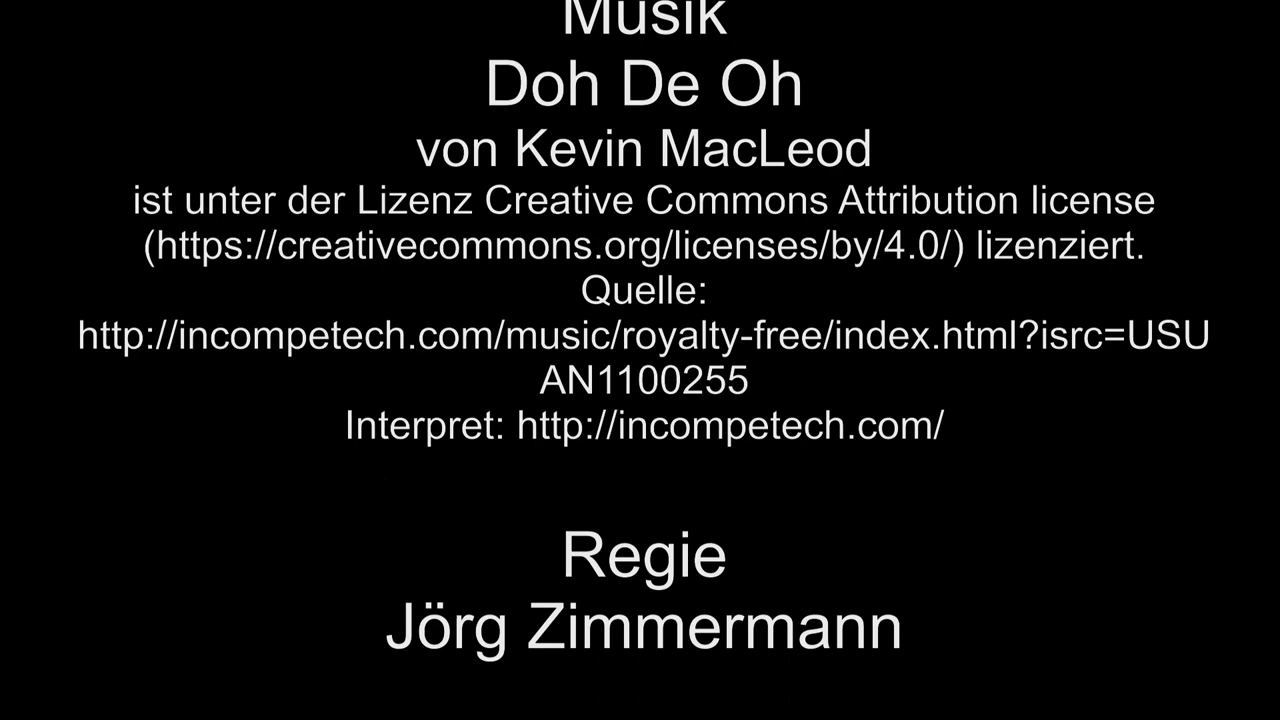 Musik
Doh De Oh
von Kevin MacLeod
ist unter der Lizenz Creative Commons Attribution license
(https://creativecommons.org/licenses/by/4.0/) lizenziert.
Quelle:
http://incompetech.com/music/royalty-free/index.html?isrc=USU
AN1100255
Interpret: http://incompetech.com/
Regie
Jörg Zimmermann